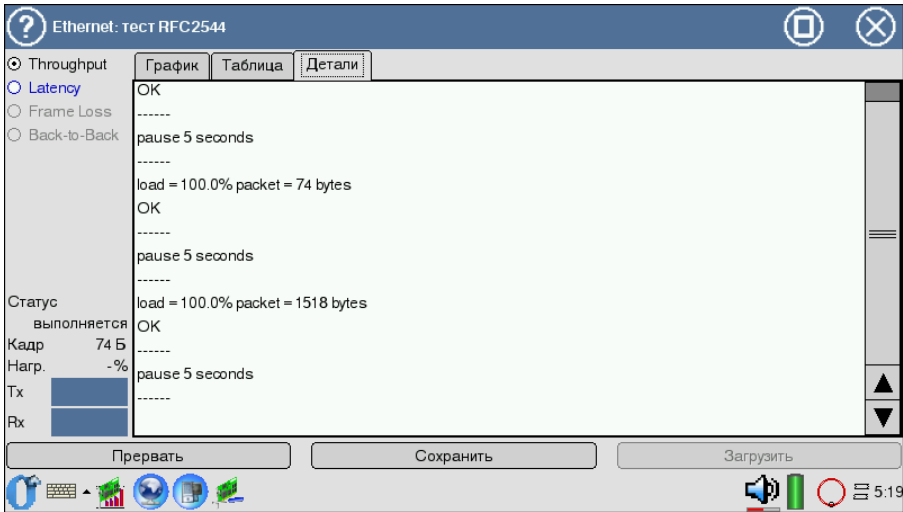 Ethernet: тест RFC2544
Throughput
Latency
Frame Loss
Back-to-Back
График Таблица Детали
OK
------
pause 5 seconds
------
load = 100.0% packet = 74 bytes
OK
------
pause 5 seconds
------
load = 100.0% packet = 1518 bytes
OK
------
pause 5 seconds
------
Статус
выполняется
Кадр 74 Б
Нагр. -%
Tx
Rx
Прервать Сохранить Загрузить
5:19